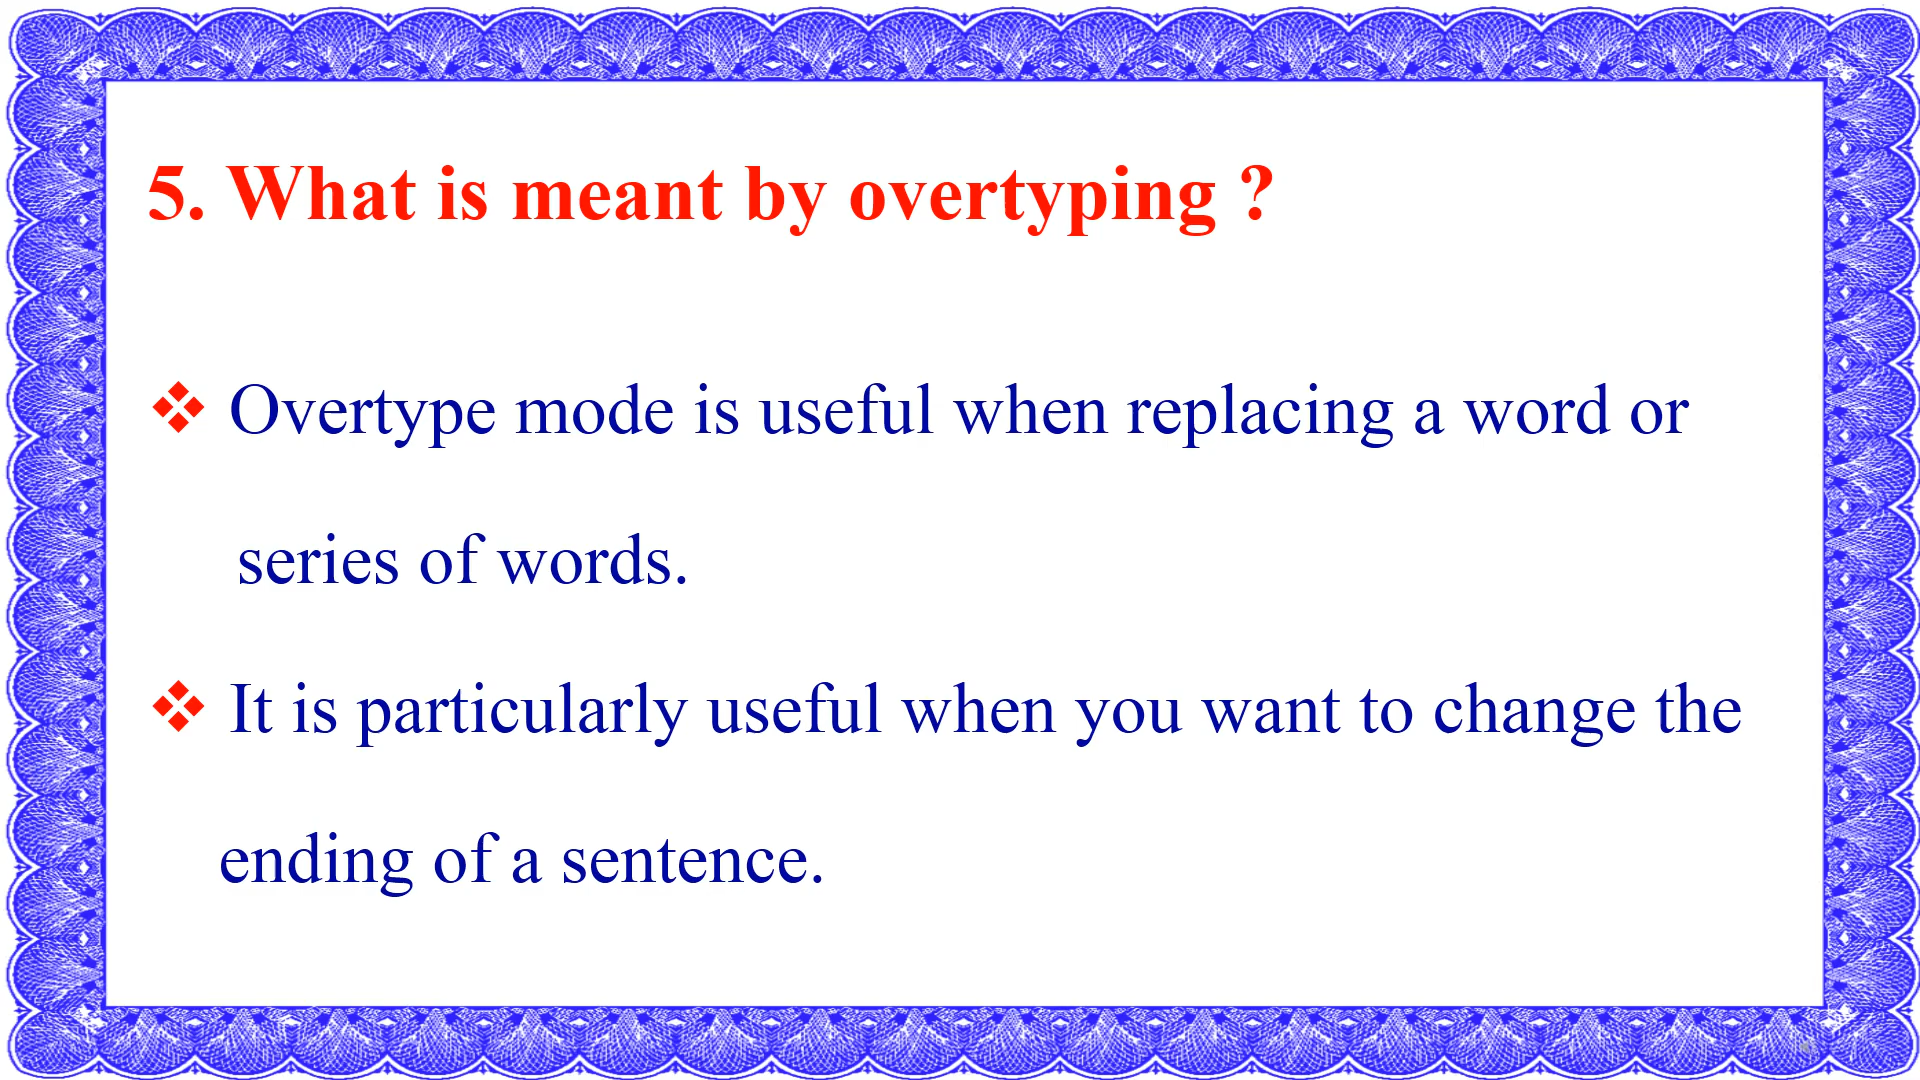 5. What is meant by overtyping ?
❖ Overtype mode is useful when replacing a word or
series of words.
❖ It is particularly useful when you want to change the
ending of a sentence.